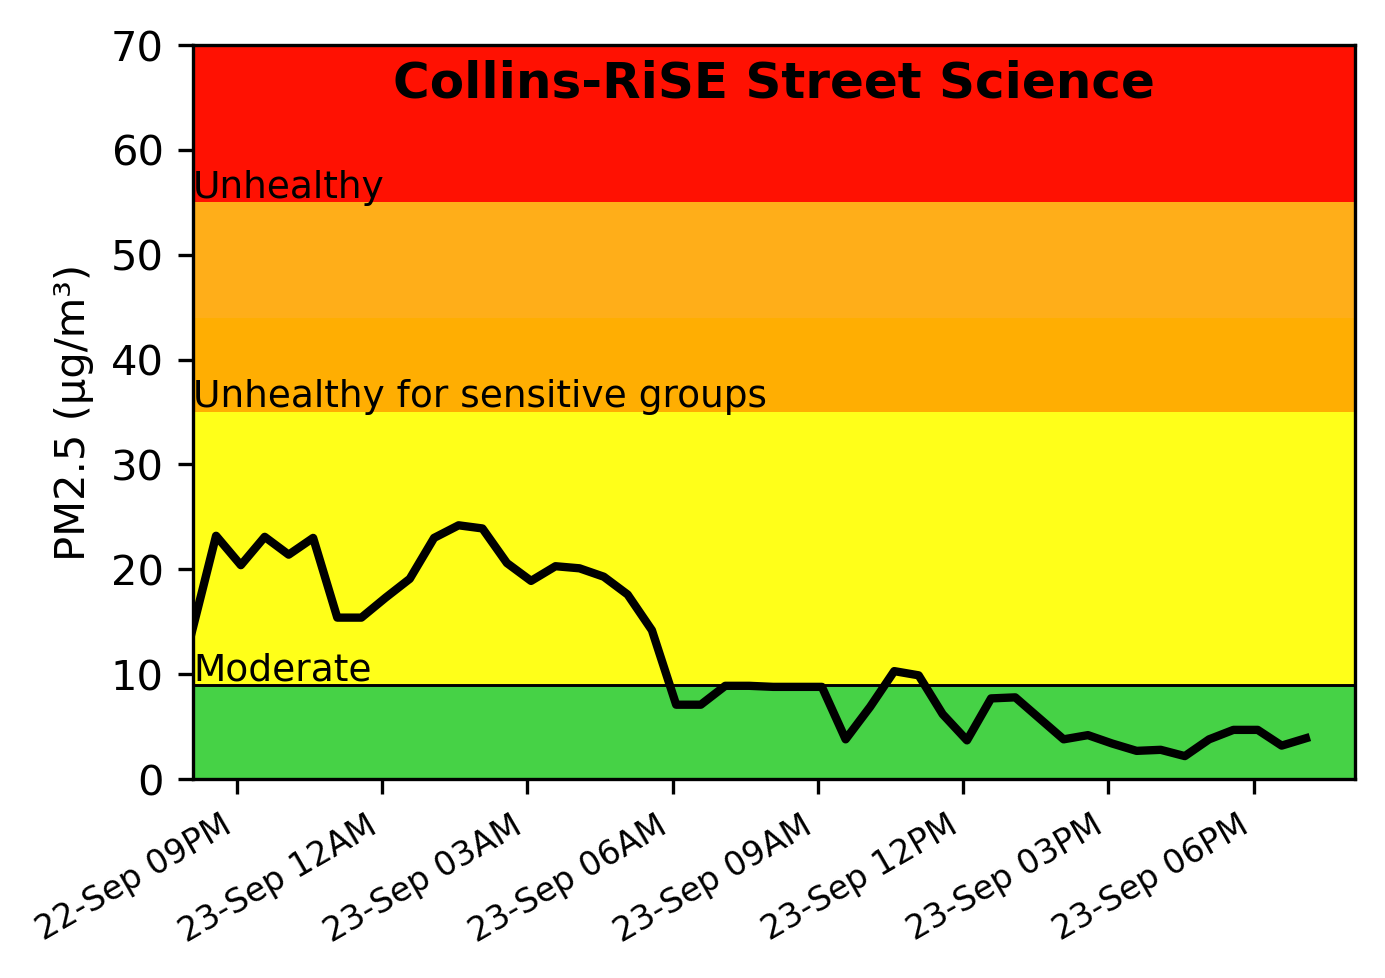 Collins-RiSE Street Science
70
60
Unhealthy
50
40
Unhealthy for sensitive groups
30
20
10
Moderate
0
PM2.5 (µg/m³)
22-Sep 09PM
23-Sep 12AM
23-Sep 03AM
23-Sep 06AM
23-Sep 09AM
23-Sep 12PM
23-Sep 03PM
23-Sep 06PM